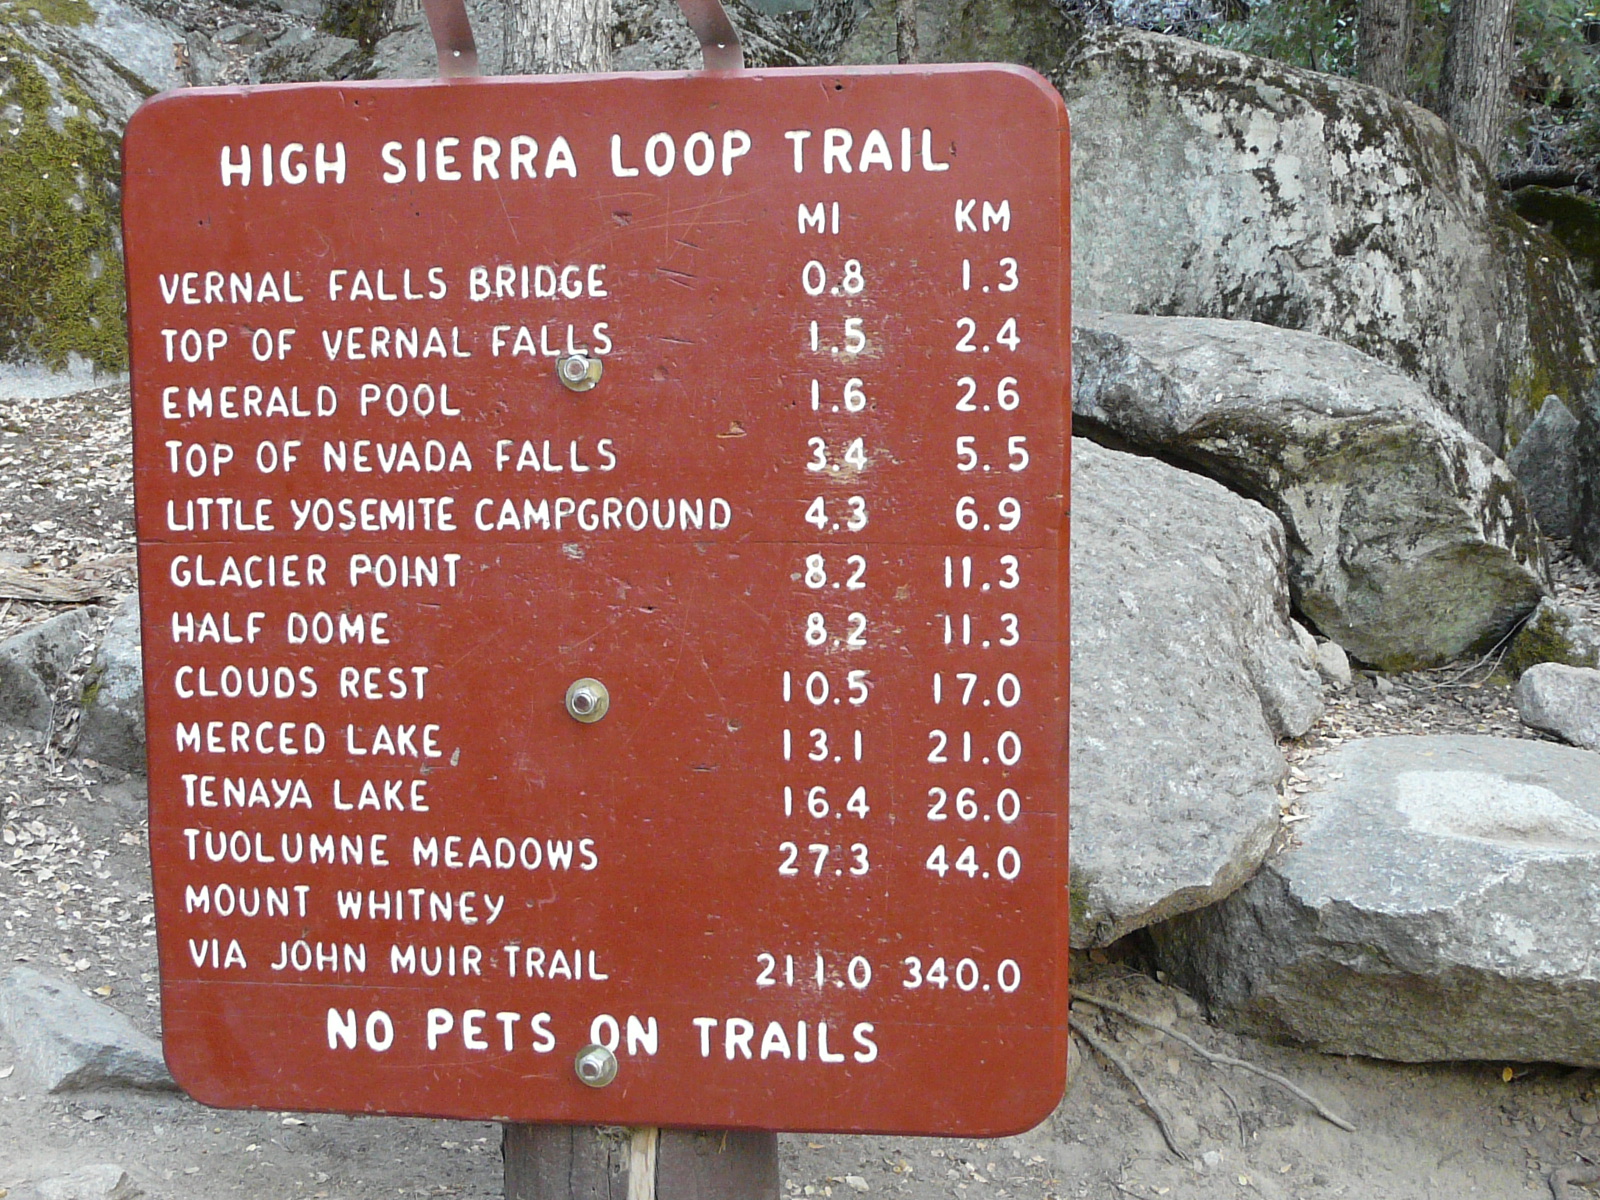 HIGH SIERRA LOOP TRAIL
MI KM
VERNAL FALLS BRIDGE 0.8 1.3
TOP OF VERNAL FALLS 1.5 2.4
EMERALD POOL 1.6 2.6
TOP OF NEVADA FALLS 3.4 5.5
LITTLE YOSEMITE CAMPGROUND 4.3 6.9
GLACIER POINT 8.2 11.3
HALF DOME 8.2 11.3
CLOUDS REST 10.5 17.0
MERCED LAKE 13.1 21.0
TENAYA LAKE 16.4 26.0
TUOLUMNE MEADOWS 27.3 44.0
MOUNT WHITNEY
VIA JOHN MUIR TRAIL 211.0 340.0
NO PETS ON TRAILS